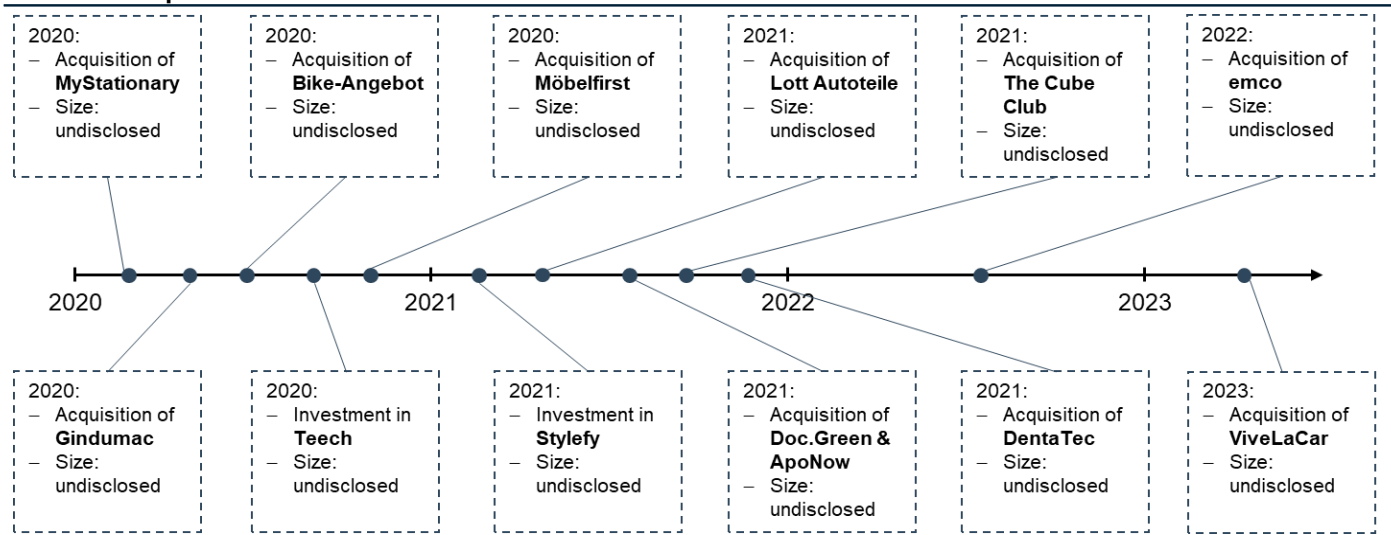 2020:
– Acquisition of
MyStationary
– Size:
undisclosed
2020:
– Acquisition of
Bike-Angebot
– Size:
undisclosed
2020:
– Acquisition of
Möbelfirst
– Size:
undisclosed
2021:
– Acquisition of
Lott Autoteile
– Size:
undisclosed
2021:
– Acquisition of
The Cube
Club
– Size:
undisclosed
2022:
– Acquisition of
emco
– Size:
undisclosed
2020
2021
2022
2023
2020:
– Acquisition of
Gindumac
– Size:
undisclosed
2020:
– Investment in
Teech
– Size:
undisclosed
2021:
– Investment in
Stylefy
– Size:
undisclosed
2021:
– Acquisition of
Doc.Green &
ApoNow
– Size:
undisclosed
2021:
– Acquisition of
DentaTec
– Size:
undisclosed
2023:
– Acquisition of
ViveLaCar
– Size:
undisclosed